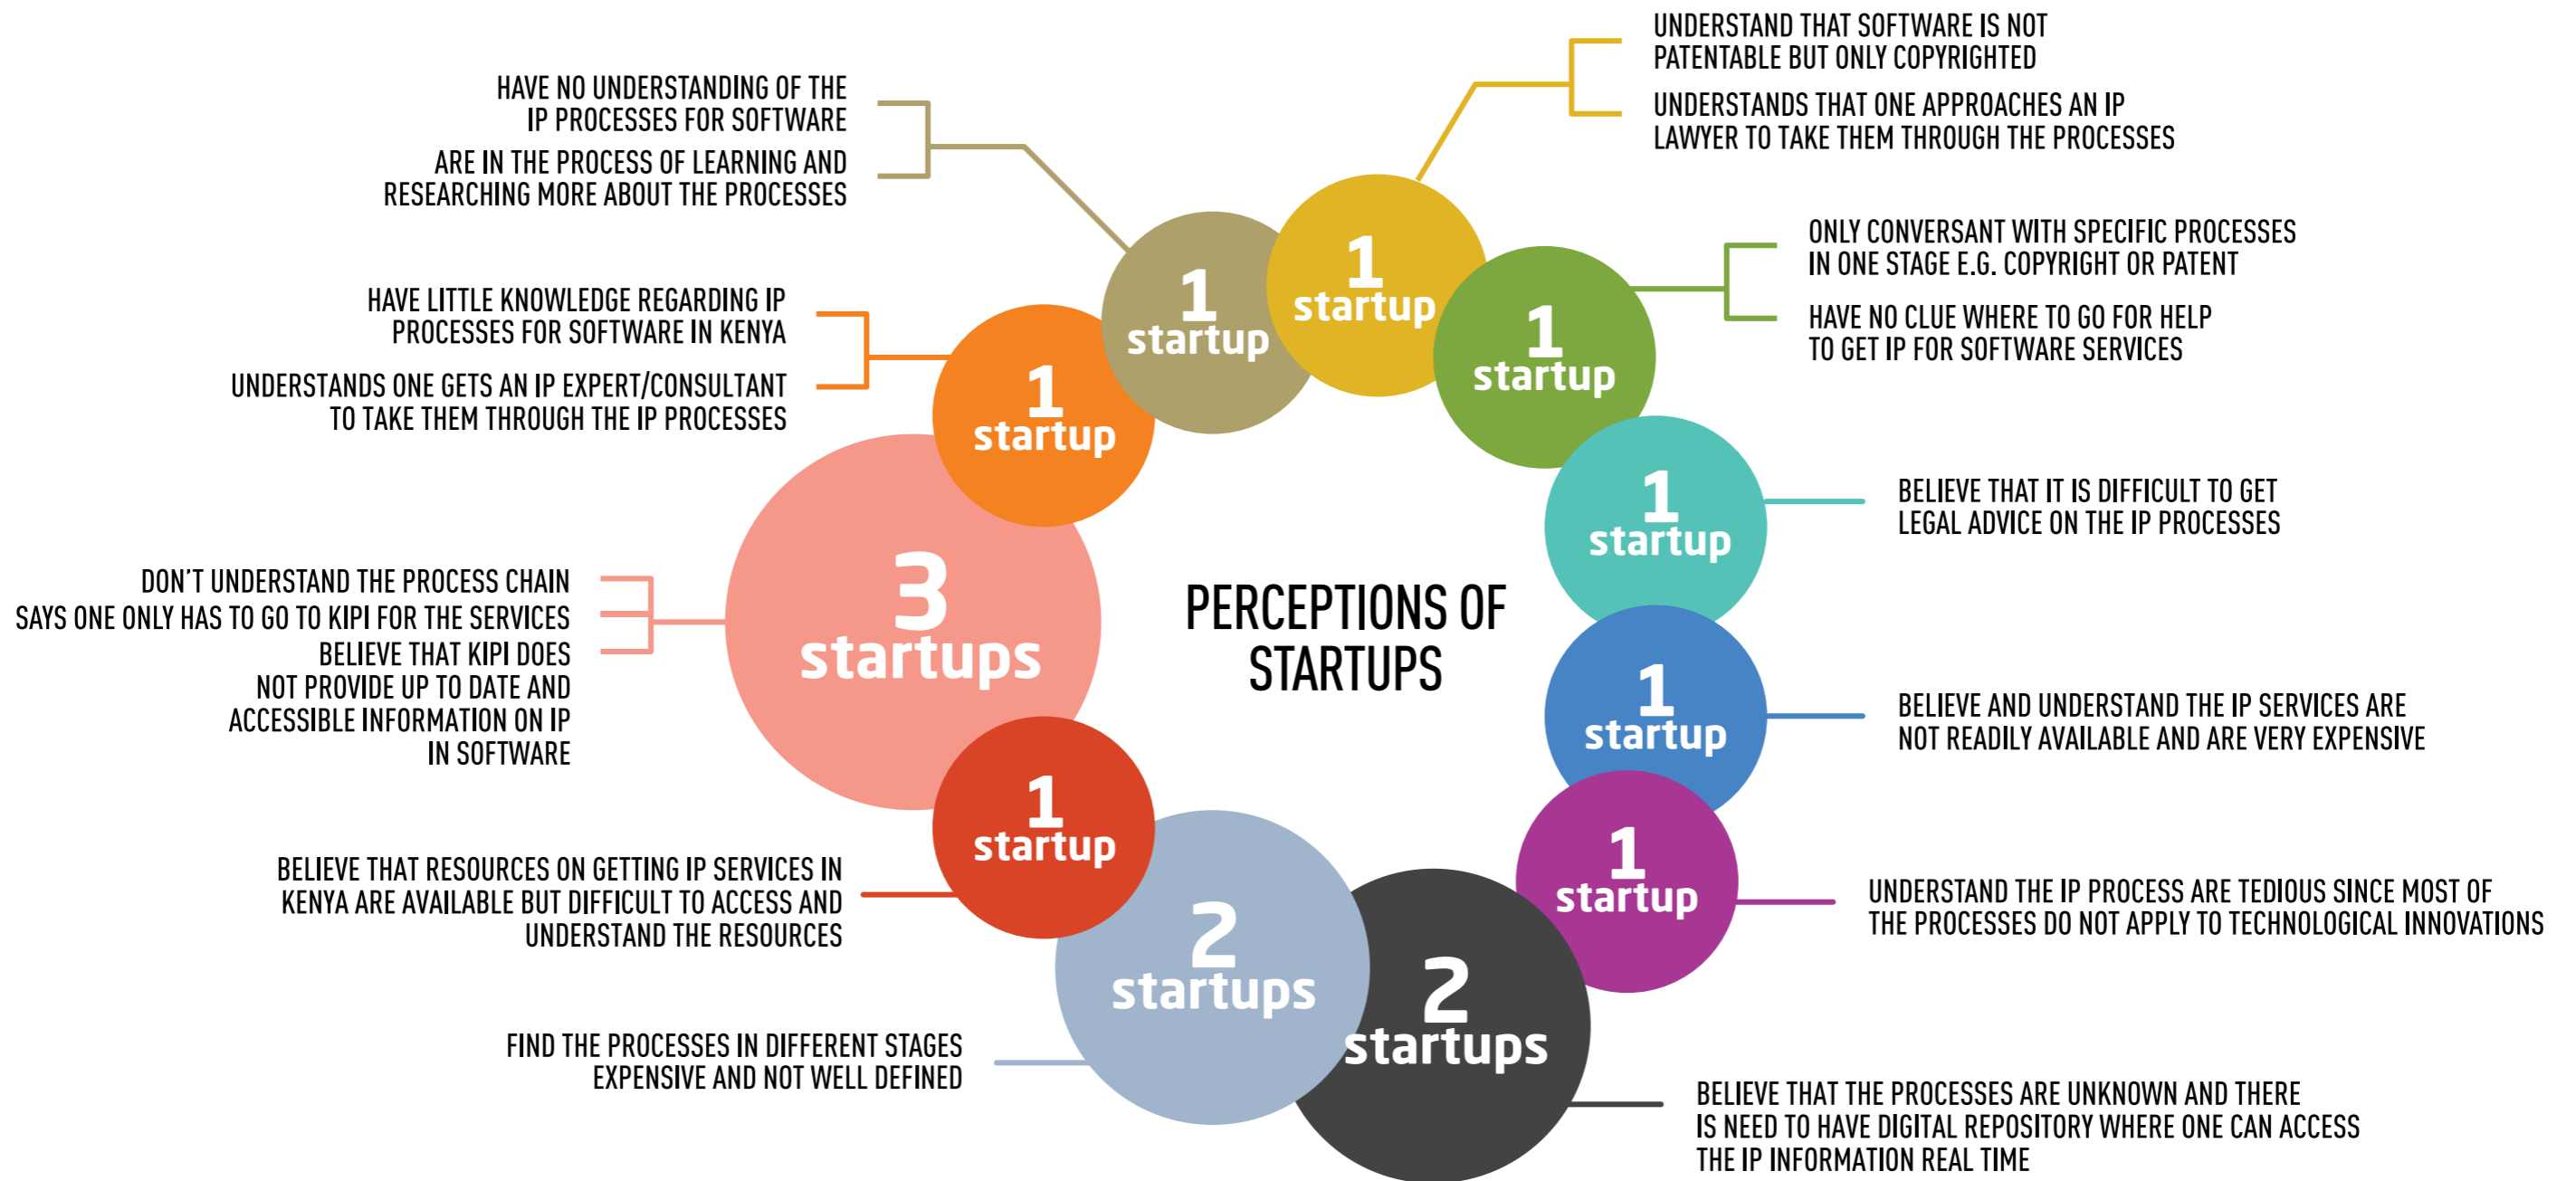 UNDERSTAND THAT SOFTWARE IS NOT
PATENTABLE BUT ONLY COPYRIGHTED
UNDERSTANDS THAT ONE APPROACHES AN IP
LAWYER TO TAKE THEM THROUGH THE PROCESSES
HAVE NO UNDERSTANDING OF THE
IP PROCESSES FOR SOFTWARE
ARE IN THE PROCESS OF LEARNING AND
RESEARCHING MORE ABOUT THE PROCESSES
ONLY CONVERSANT WITH SPECIFIC PROCESSES
IN ONE STAGE E.G. COPYRIGHT OR PATENT
HAVE NO CLUE WHERE TO GO FOR HELP
TO GET IP FOR SOFTWARE SERVICES
HAVE LITTLE KNOWLEDGE REGARDING IP
PROCESSES FOR SOFTWARE IN KENYA
UNDERSTANDS ONE GETS AN IP EXPERT/CONSULTANT
TO TAKE THEM THROUGH THE IP PROCESSES
1
startup
1
startup
1
startup
1
startup
1
startup
BELIEVE THAT IT IS DIFFICULT TO GET
LEGAL ADVICE ON THE IP PROCESSES
DON'T UNDERSTAND THE PROCESS CHAIN
SAYS ONE ONLY HAS TO GO TO KIPI FOR THE SERVICES
BELIEVE THAT KIPI DOES
NOT PROVIDE UP TO DATE AND
ACCESSIBLE INFORMATION ON IP
IN SOFTWARE
3
startups
PERCEPTIONS OF
STARTUPS
1
startup
BELIEVE AND UNDERSTAND THE IP SERVICES ARE
NOT READILY AVAILABLE AND ARE VERY EXPENSIVE
1
startup
BELIEVE THAT RESOURCES ON GETTING IP SERVICES IN
KENYA ARE AVAILABLE BUT DIFFICULT TO ACCESS AND
UNDERSTAND THE RESOURCES
1
startup
UNDERSTAND THE IP PROCESS ARE TEDIOUS SINCE MOST OF
THE PROCESSES DO NOT APPLY TO TECHNOLOGICAL INNOVATIONS
2
startups
2
startups
FIND THE PROCESSES IN DIFFERENT STAGES
EXPENSIVE AND NOT WELL DEFINED
BELIEVE THAT THE PROCESSES ARE UNKNOWN AND THERE
IS NEED TO HAVE DIGITAL REPOSITORY WHERE ONE CAN ACCESS
THE IP INFORMATION REAL TIME